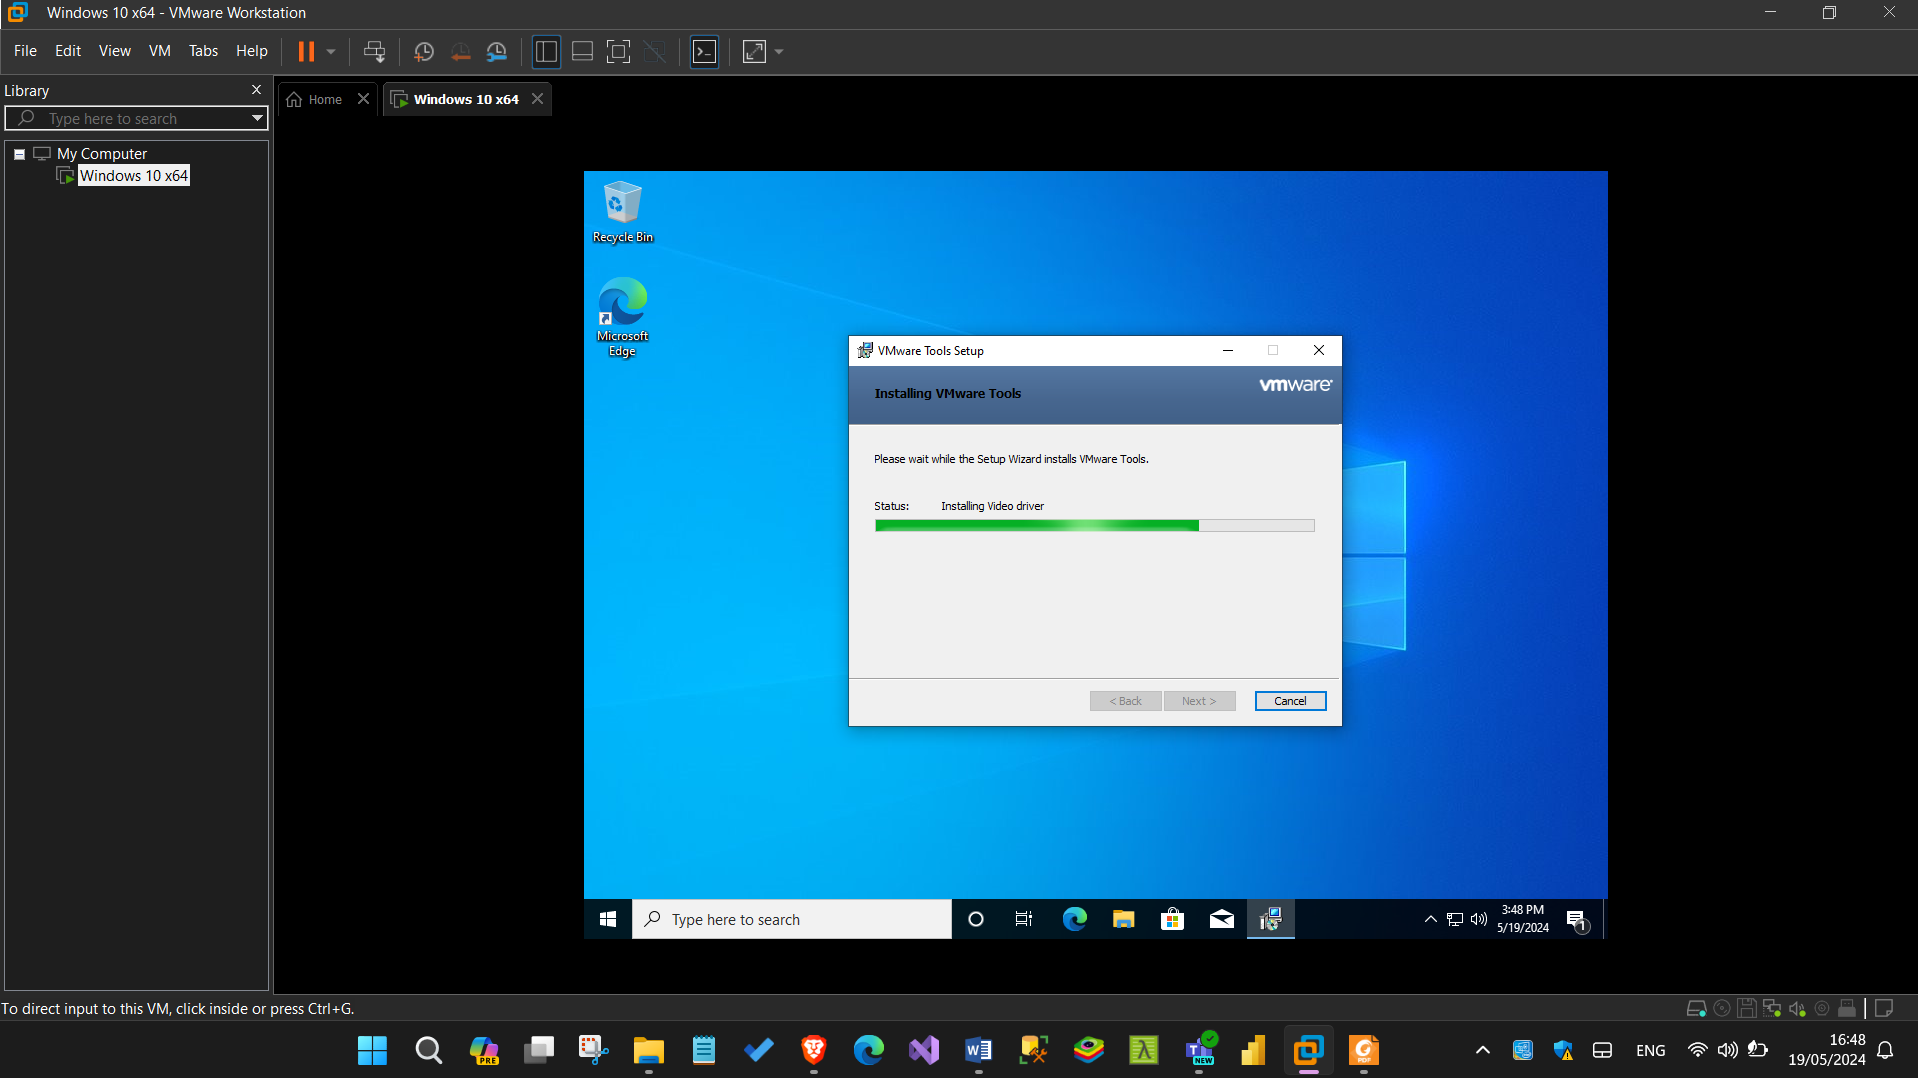 Windows 10 x64 - VMware Workstation
File Edit View VM Tabs Help
Library
Type here to search
My Computer
Windows 10 x64
Home
Windows 10 x64
Recycle Bin
Microsoft
Edge
VMware Tools Setup
Installing VMware Tools
vmware
Please wait while the Setup Wizard installs VMware Tools.
Status: Installing Video driver
< Back Next > Cancel
Type here to search
3:48 PM
5/19/2024
1
To direct input to this VM, click inside or press Ctrl+G.
PRE
NEW
PDF
ENG
16:48
19/05/2024